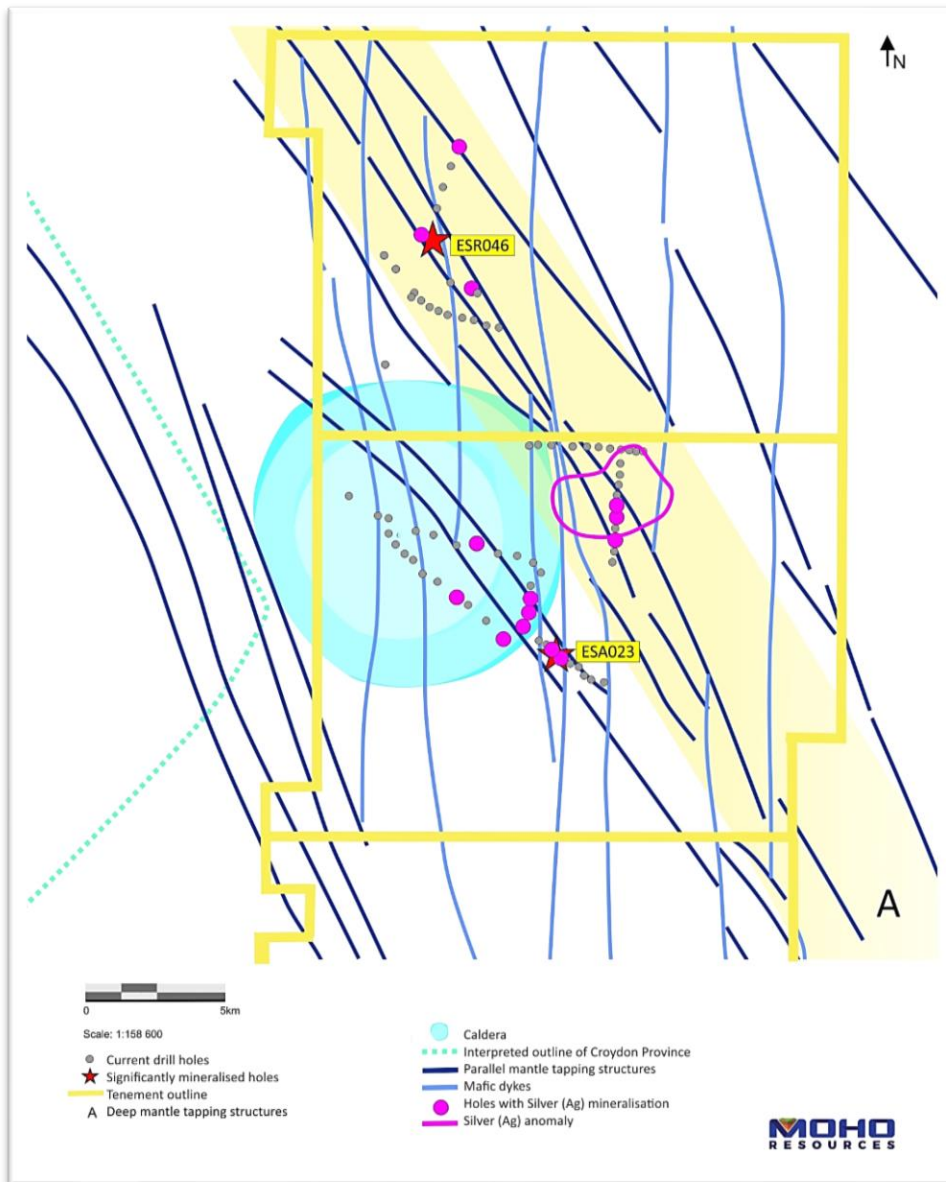 N
ESR046
ESA023
A
0 5km
Scale: 1:158 600
Current drill holes
Significantly mineralised holes
Tenement outline
A Deep mantle tapping structures
Caldera
Interpreted outline of Croydon Province
Parallel mantle tapping structures
Mafic dykes
Holes with Silver (Ag) mineralisation
Silver (Ag) anomaly
MOHO
RESOURCES